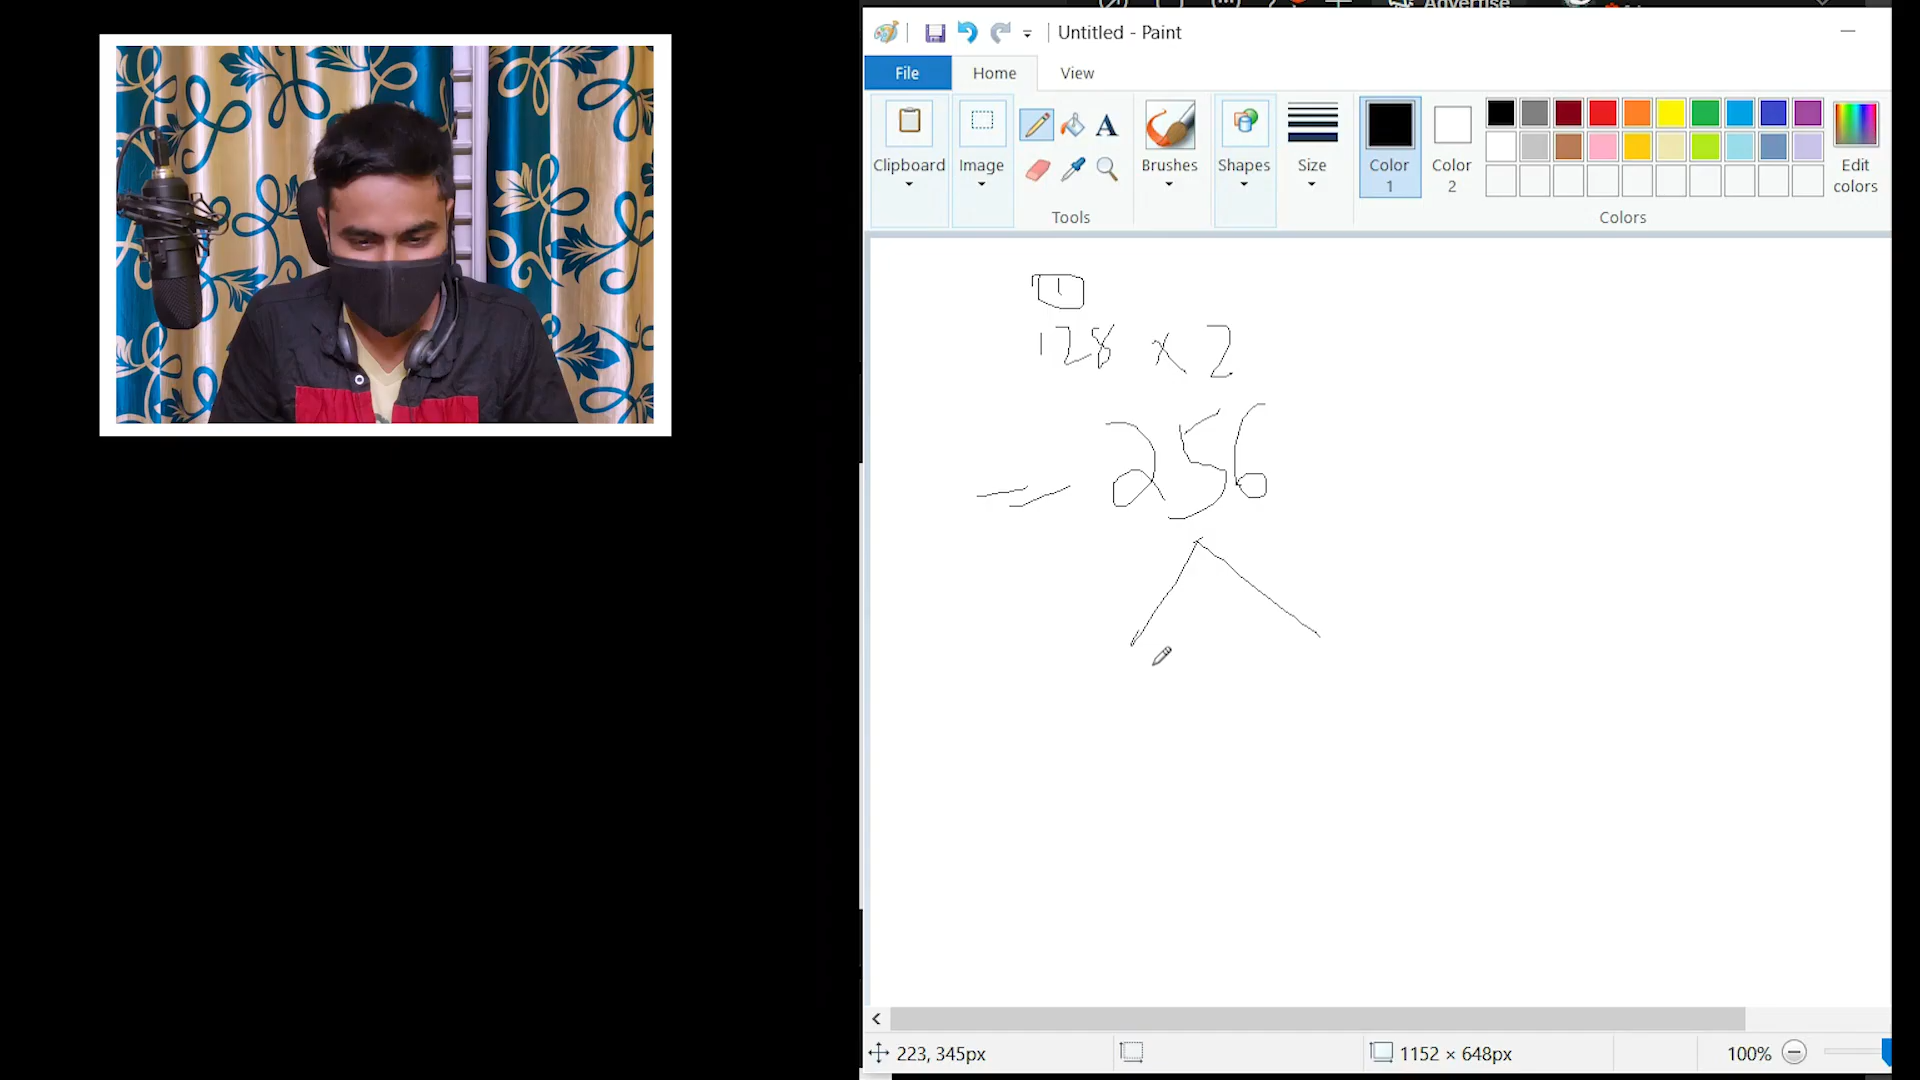 Advertise
Untitled - Paint
File Home View
Clipboard Image Tools Brushes Shapes Size Color 1 Color 2 Colors Edit colors
1
128 x 2
= 256
223, 345px 1152 × 648px 100%